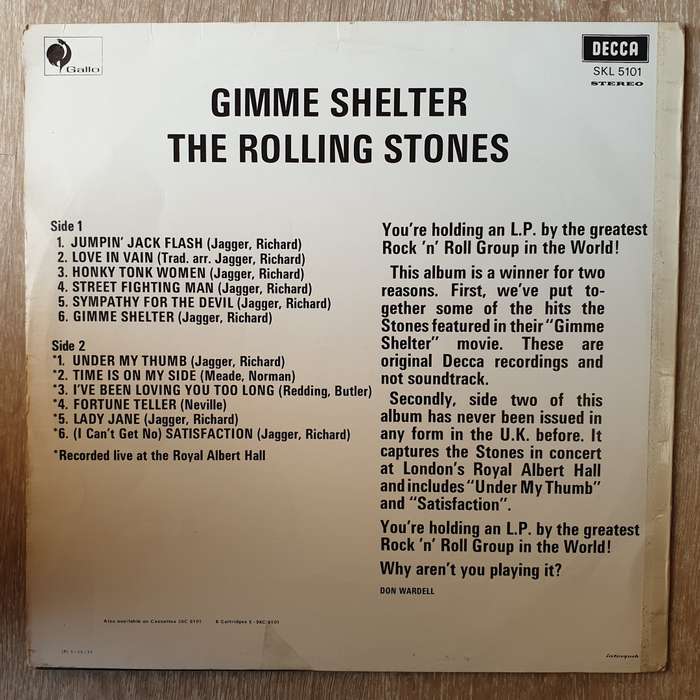 Gallo
DECCA
SKL 5101
STEREO
GIMME SHELTER
THE ROLLING STONES
Side 1
1. JUMPIN' JACK FLASH (Jagger, Richard)
2. LOVE IN VAIN (Trad. arr. Jagger, Richard)
3. HONKY TONK WOMEN (Jagger, Richard)
4. STREET FIGHTING MAN (Jagger, Richard)
5. SYMPATHY FOR THE DEVIL (Jagger, Richard)
6. GIMME SHELTER (Jagger, Richard)
Side 2
*1. UNDER MY THUMB (Jagger, Richard)
*2. TIME IS ON MY SIDE (Meade, Norman)
*3. I'VE BEEN LOVING YOU TOO LONG (Redding, Butler)
*4. FORTUNE TELLER (Neville)
*5. LADY JANE (Jagger, Richard)
*6. (I Can't Get No) SATISFACTION (Jagger, Richard)
*Recorded live at the Royal Albert Hall
You're holding an L.P. by the greatest
Rock 'n' Roll Group in the World!
This album is a winner for two
reasons. First, we've put to-
gether some of the hits the
Stones featured in their "Gimme
Shelter" movie. These are
original Decca recordings and
not soundtrack.
Secondly, side two of this
album has never been issued in
any form in the U.K. before. It
captures the Stones in concert
at London's Royal Albert Hall
and includes "Under My Thumb"
and "Satisfaction".
You're holding an L.P. by the greatest
Rock 'n' Roll Group in the World!
Why aren't you playing it?
DON WARDELL
Also available on Cassettes
8 Cartridges